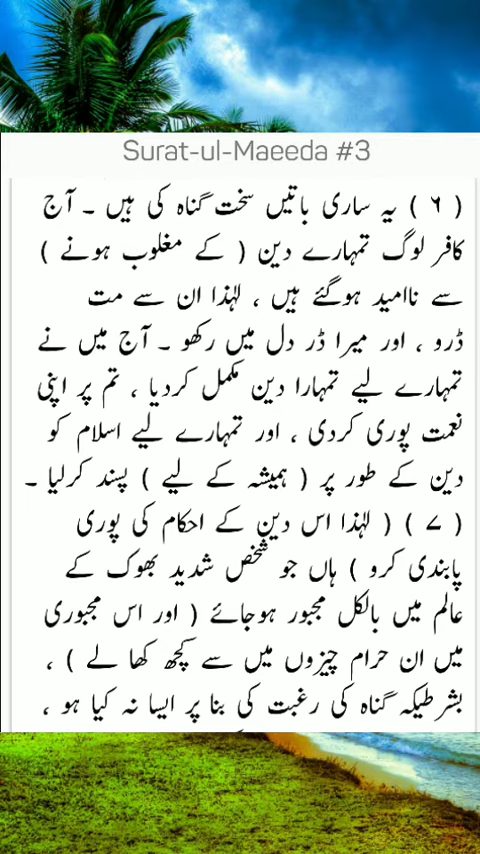 Surat-ul-Maeeda #3
( ٦ ) یہ ساری باتیں سخت گناہ کی ہیں ۔ آج
کافر لوگ تمہارے دین ( کے مغلوب ہونے )
سے ناامید ہوگئے ہیں ، لہٰذا ان سے مت
ڈرو ، اور میرا ڈر دل میں رکھو ۔ آج میں نے
تمہارے لیے تمہارا دین مکمل کردیا ، تم پر اپنی
نعمت پوری کردی ، اور تمہارے لیے اسلام کو
دین کے طور پر ( ہمیشہ کے لیے ) پسند کرلیا ۔
( ٧ ) ( لہٰذا اس دین کے احکام کی پوری
پابندی کرو ) ہاں جو شخص شدید بھوک کے
عالم میں بالکل مجبور ہوجائے ( اور اس مجبوری
میں ان حرام چیزوں میں سے کچھ کھا لے ) ،
بشرطیکہ گناہ کی رغبت کی بنا پر ایسا نہ کیا ہو ،